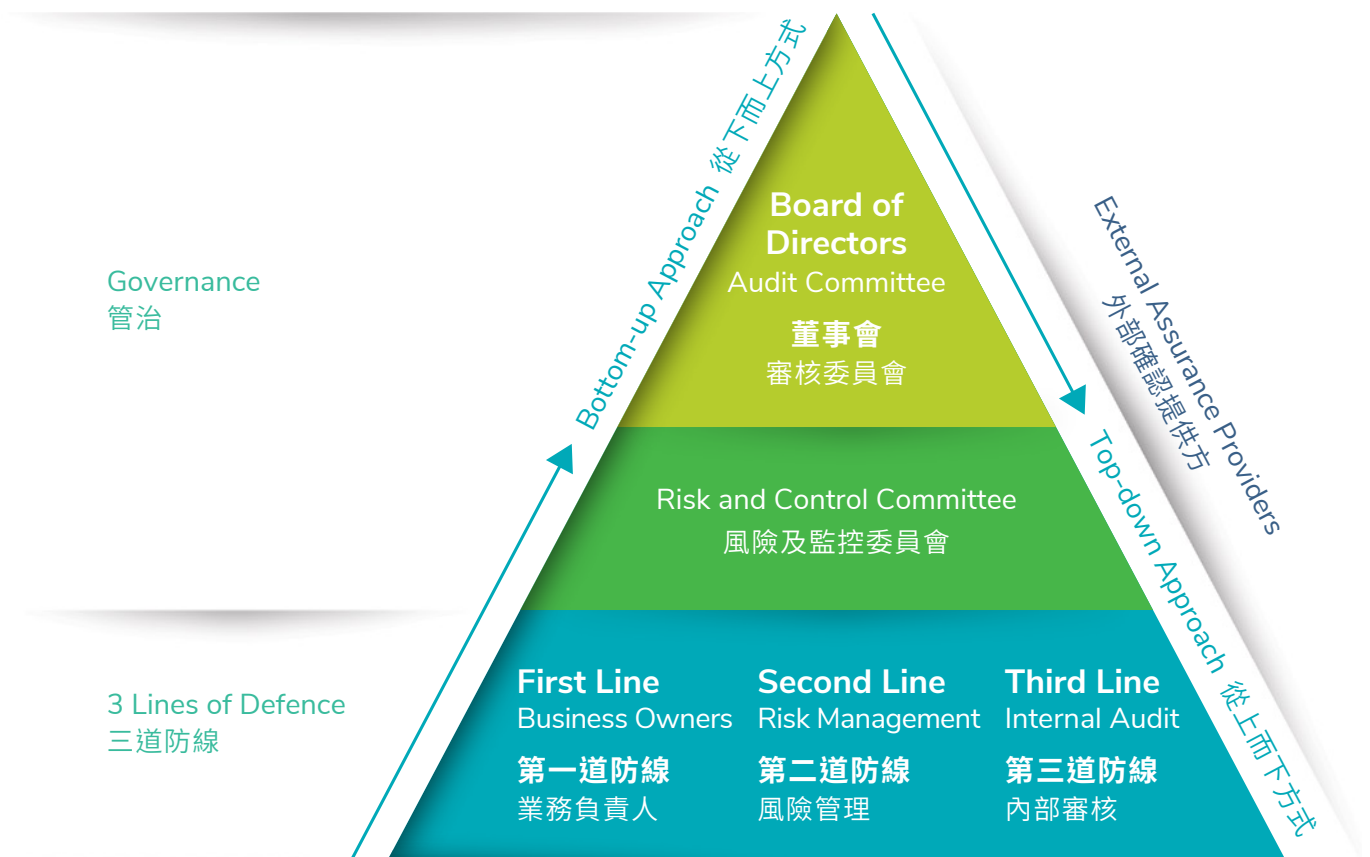 Governance
管治
3 Lines of Defence
三道防線
Bottom-up Approach 從下而上方式
Board of
Directors
Audit Committee
董事會
審核委員會
Risk and Control Committee
風險及監控委員會
First Line
Business Owners
第一道防線
業務負責人
Second Line
Risk Management
第二道防線
風險管理
Third Line
Internal Audit
第三道防線
內部審核
Top-down Approach 從上而下方式
External Assurance Providers
外部確認提供方